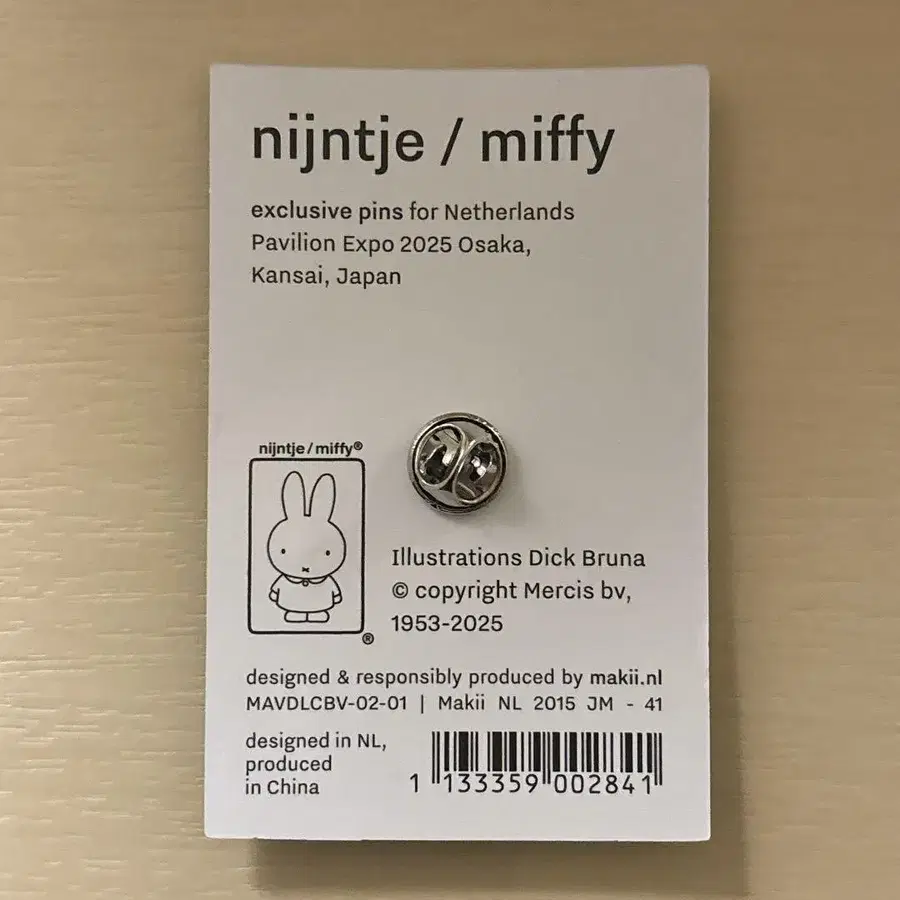 nijntje / miffy
exclusive pins for Netherlands
Pavilion Expo 2025 Osaka,
Kansai, Japan
nijntje/miffy®
®
Illustrations Dick Bruna
© copyright Mercis bv,
1953-2025
designed & responsibly produced by makii.nl
MAVDLCBV-02-01 | Makii NL 2015 JM - 41
designed in NL,
produced
in China
1 133359 002841